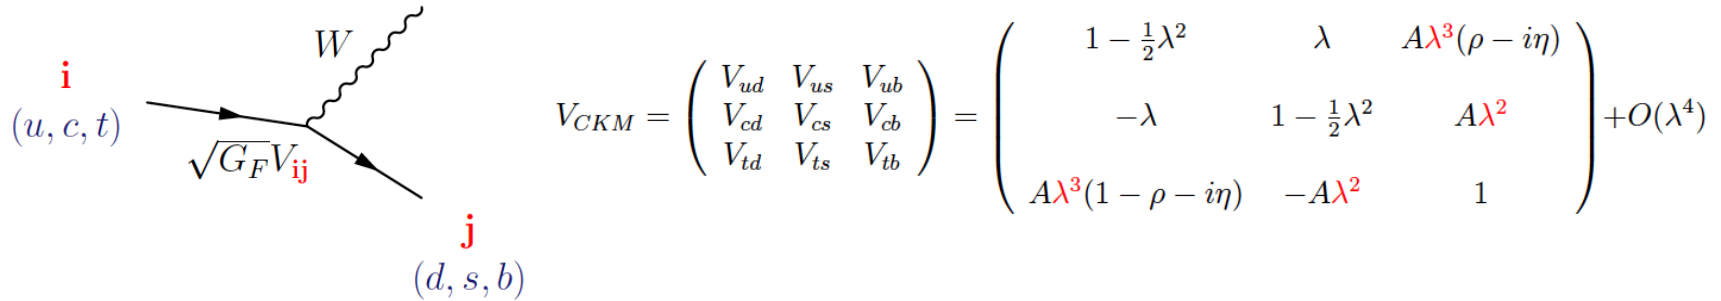 W
i
(u, c, t)
√G_F V_ij
j
(d, s, b)
V_CKM = ( V_ud V_us V_ub ; V_cd V_cs V_cb ; V_td V_ts V_tb ) = ( 1 − ½λ² λ Aλ³(ρ − iη) ; −λ 1 − ½λ² Aλ² ; Aλ³(1 − ρ − iη) −Aλ² 1 ) +O(λ⁴)